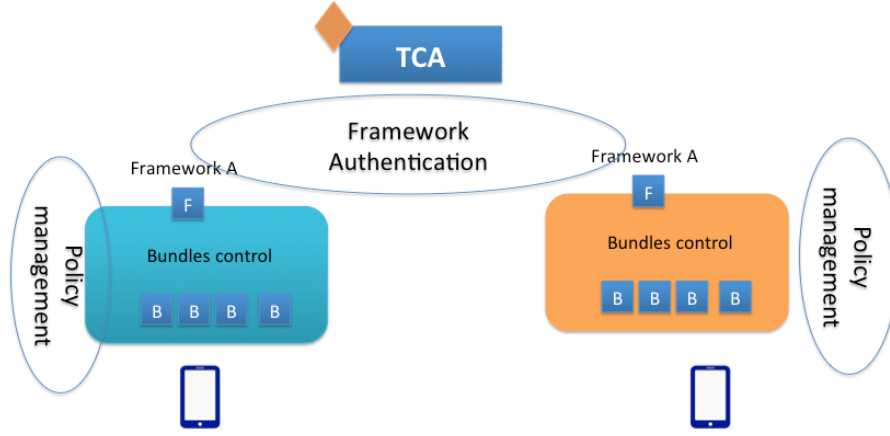 TCA
Framework
Authentication
Framework A
Framework A
F
F
Policy
management
Bundles control
B B B B
Bundles control
B B B B
Policy
management